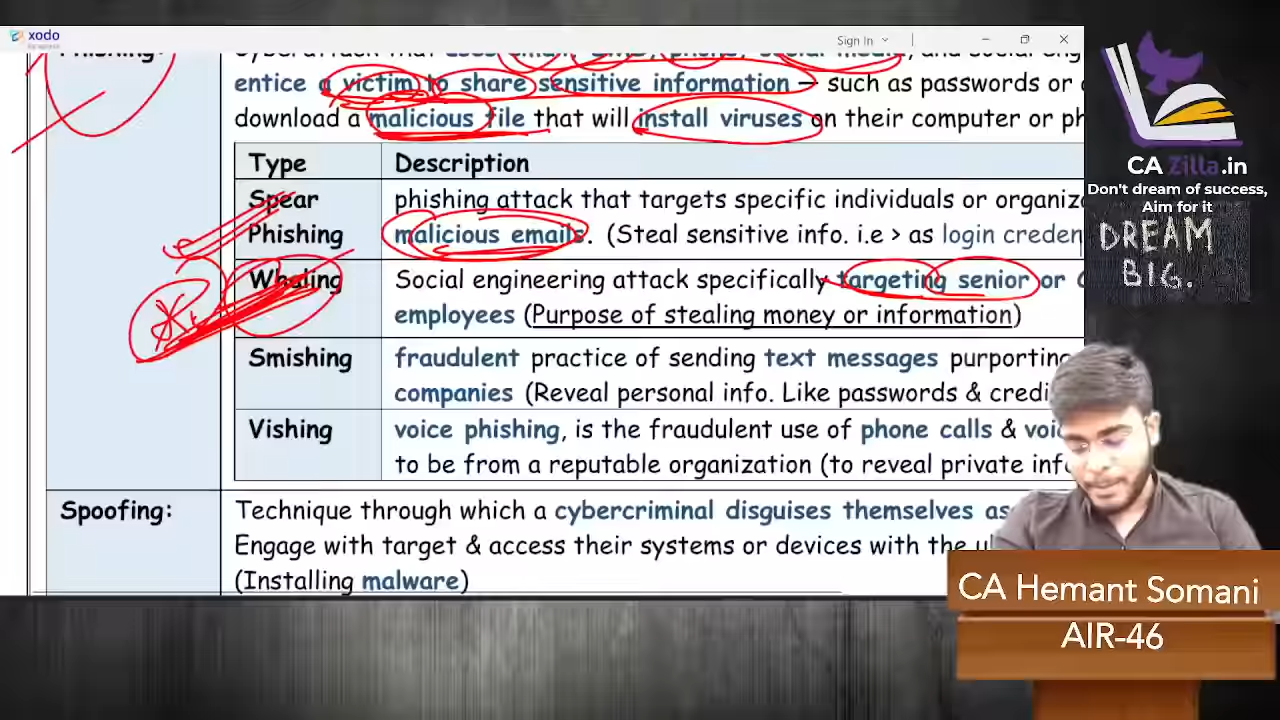 xodo
Sign In
Phishing:
entice a victim to share sensitive information – such as passwords or
download a malicious file that will install viruses on their computer or
Type Description
Spear Phishing
phishing attack that targets specific individuals or
malicious emails. (Steal sensitive info. i.e > as login
Whaling
Social engineering attack specifically targeting senior or
employees (Purpose of stealing money or information)
Smishing
fraudulent practice of sending text messages purporting
companies (Reveal personal info. Like passwords &
Vishing
voice phishing, is the fraudulent use of phone calls &
to be from a reputable organization (to reveal private
Spoofing:
Technique through which a cybercriminal disguises themselves as
Engage with target & access their systems or devices with the
(Installing malware)
CA Zilla.in
Don't dream of success,
Aim for it
DREAM
BIG.
CA Hemant Somani
AIR-46